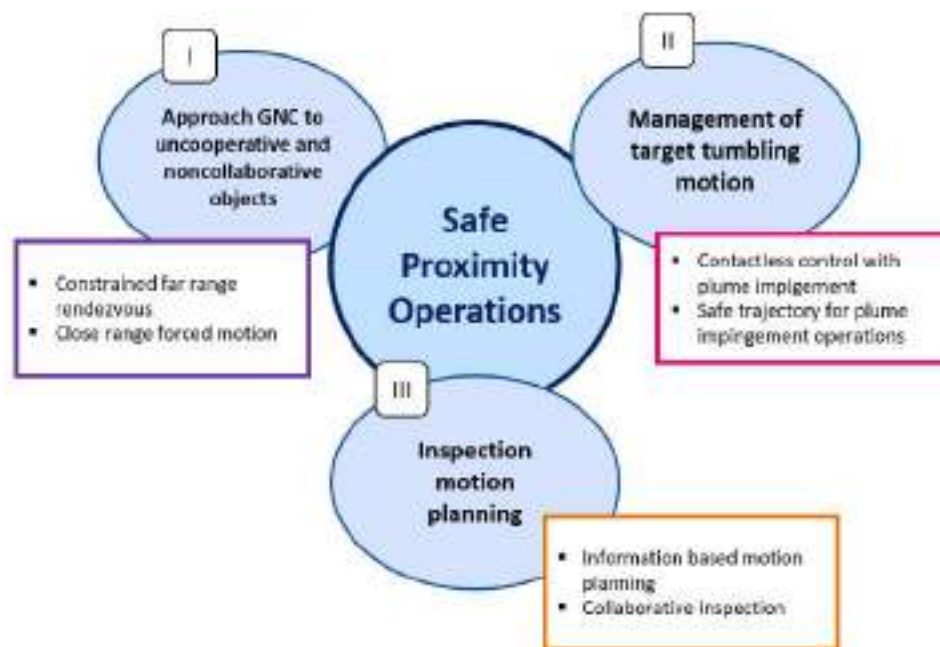 I
Approach GNC to
uncooperative and
noncollaborative
objects
▪ Constrained far range
rendezvous
▪ Close range forced motion
II
Management of
target tumbling
motion
▪ Contactless control with
plume impigement
▪ Safe trajectory for plume
impingement operations
Safe
Proximity
Operations
III
Inspection
motion
planning
▪ Information based motion
planning
▪ Collaborative inspection